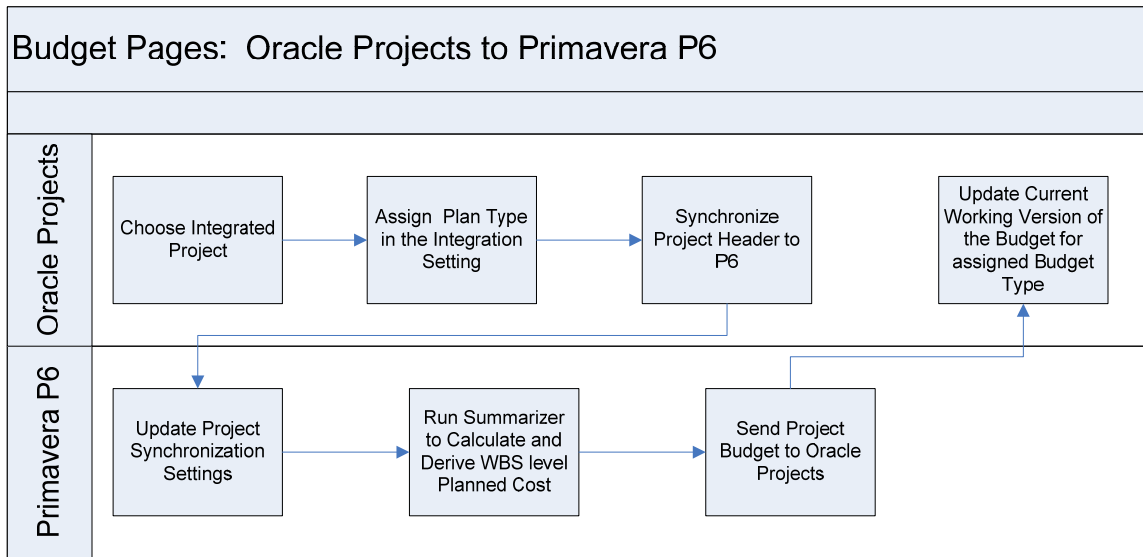 Budget Pages: Oracle Projects to Primavera P6
Oracle Projects
Choose Integrated
Project
Assign Plan Type
in the Integration
Setting
Synchronize
Project Header to
P6
Update Current
Working Version of
the Budget for
assigned Budget
Type
Primavera P6
Update Project
Synchronization
Settings
Run Summarizer
to Calculate and
Derive WBS level
Planned Cost
Send Project
Budget to Oracle
Projects